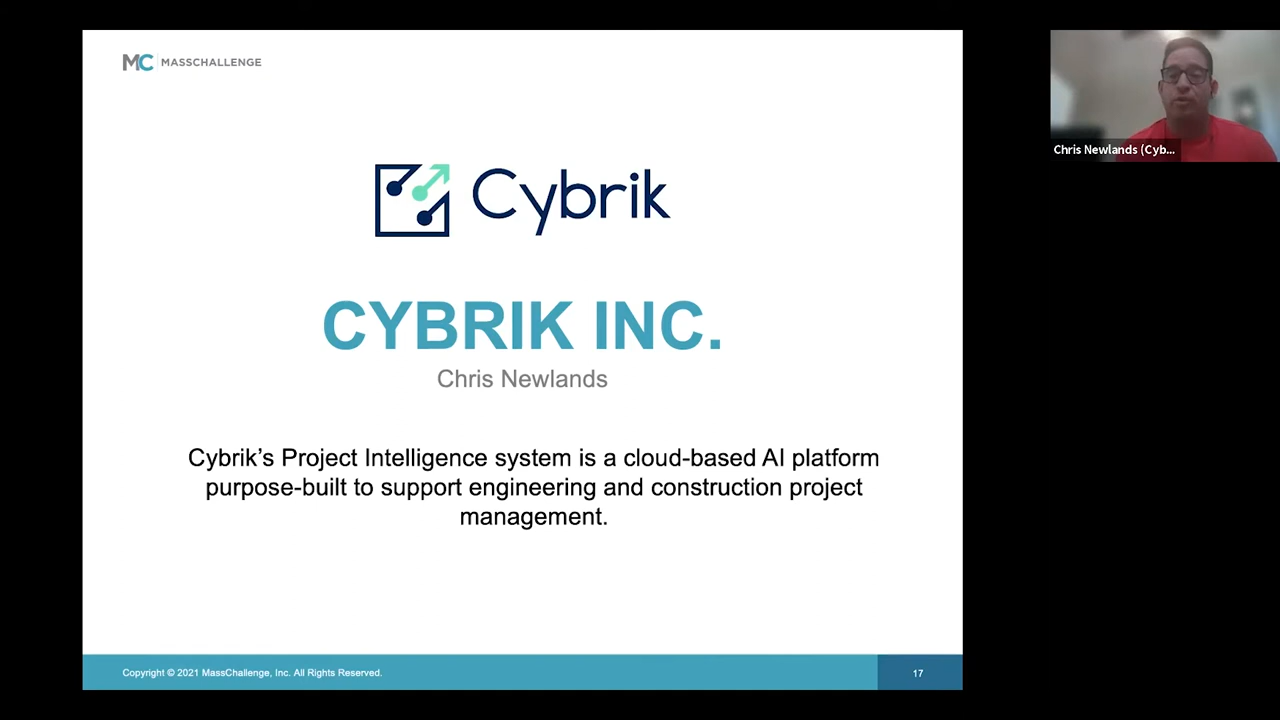 MC MASSCHALLENGE
Cybrik
CYBRIK INC.
Chris Newlands
Cybrik's Project Intelligence system is a cloud-based AI platform
purpose-built to support engineering and construction project
management.
Copyright © 2021 MassChallenge, Inc. All Rights Reserved.
17
Chris Newlands (Cyb...